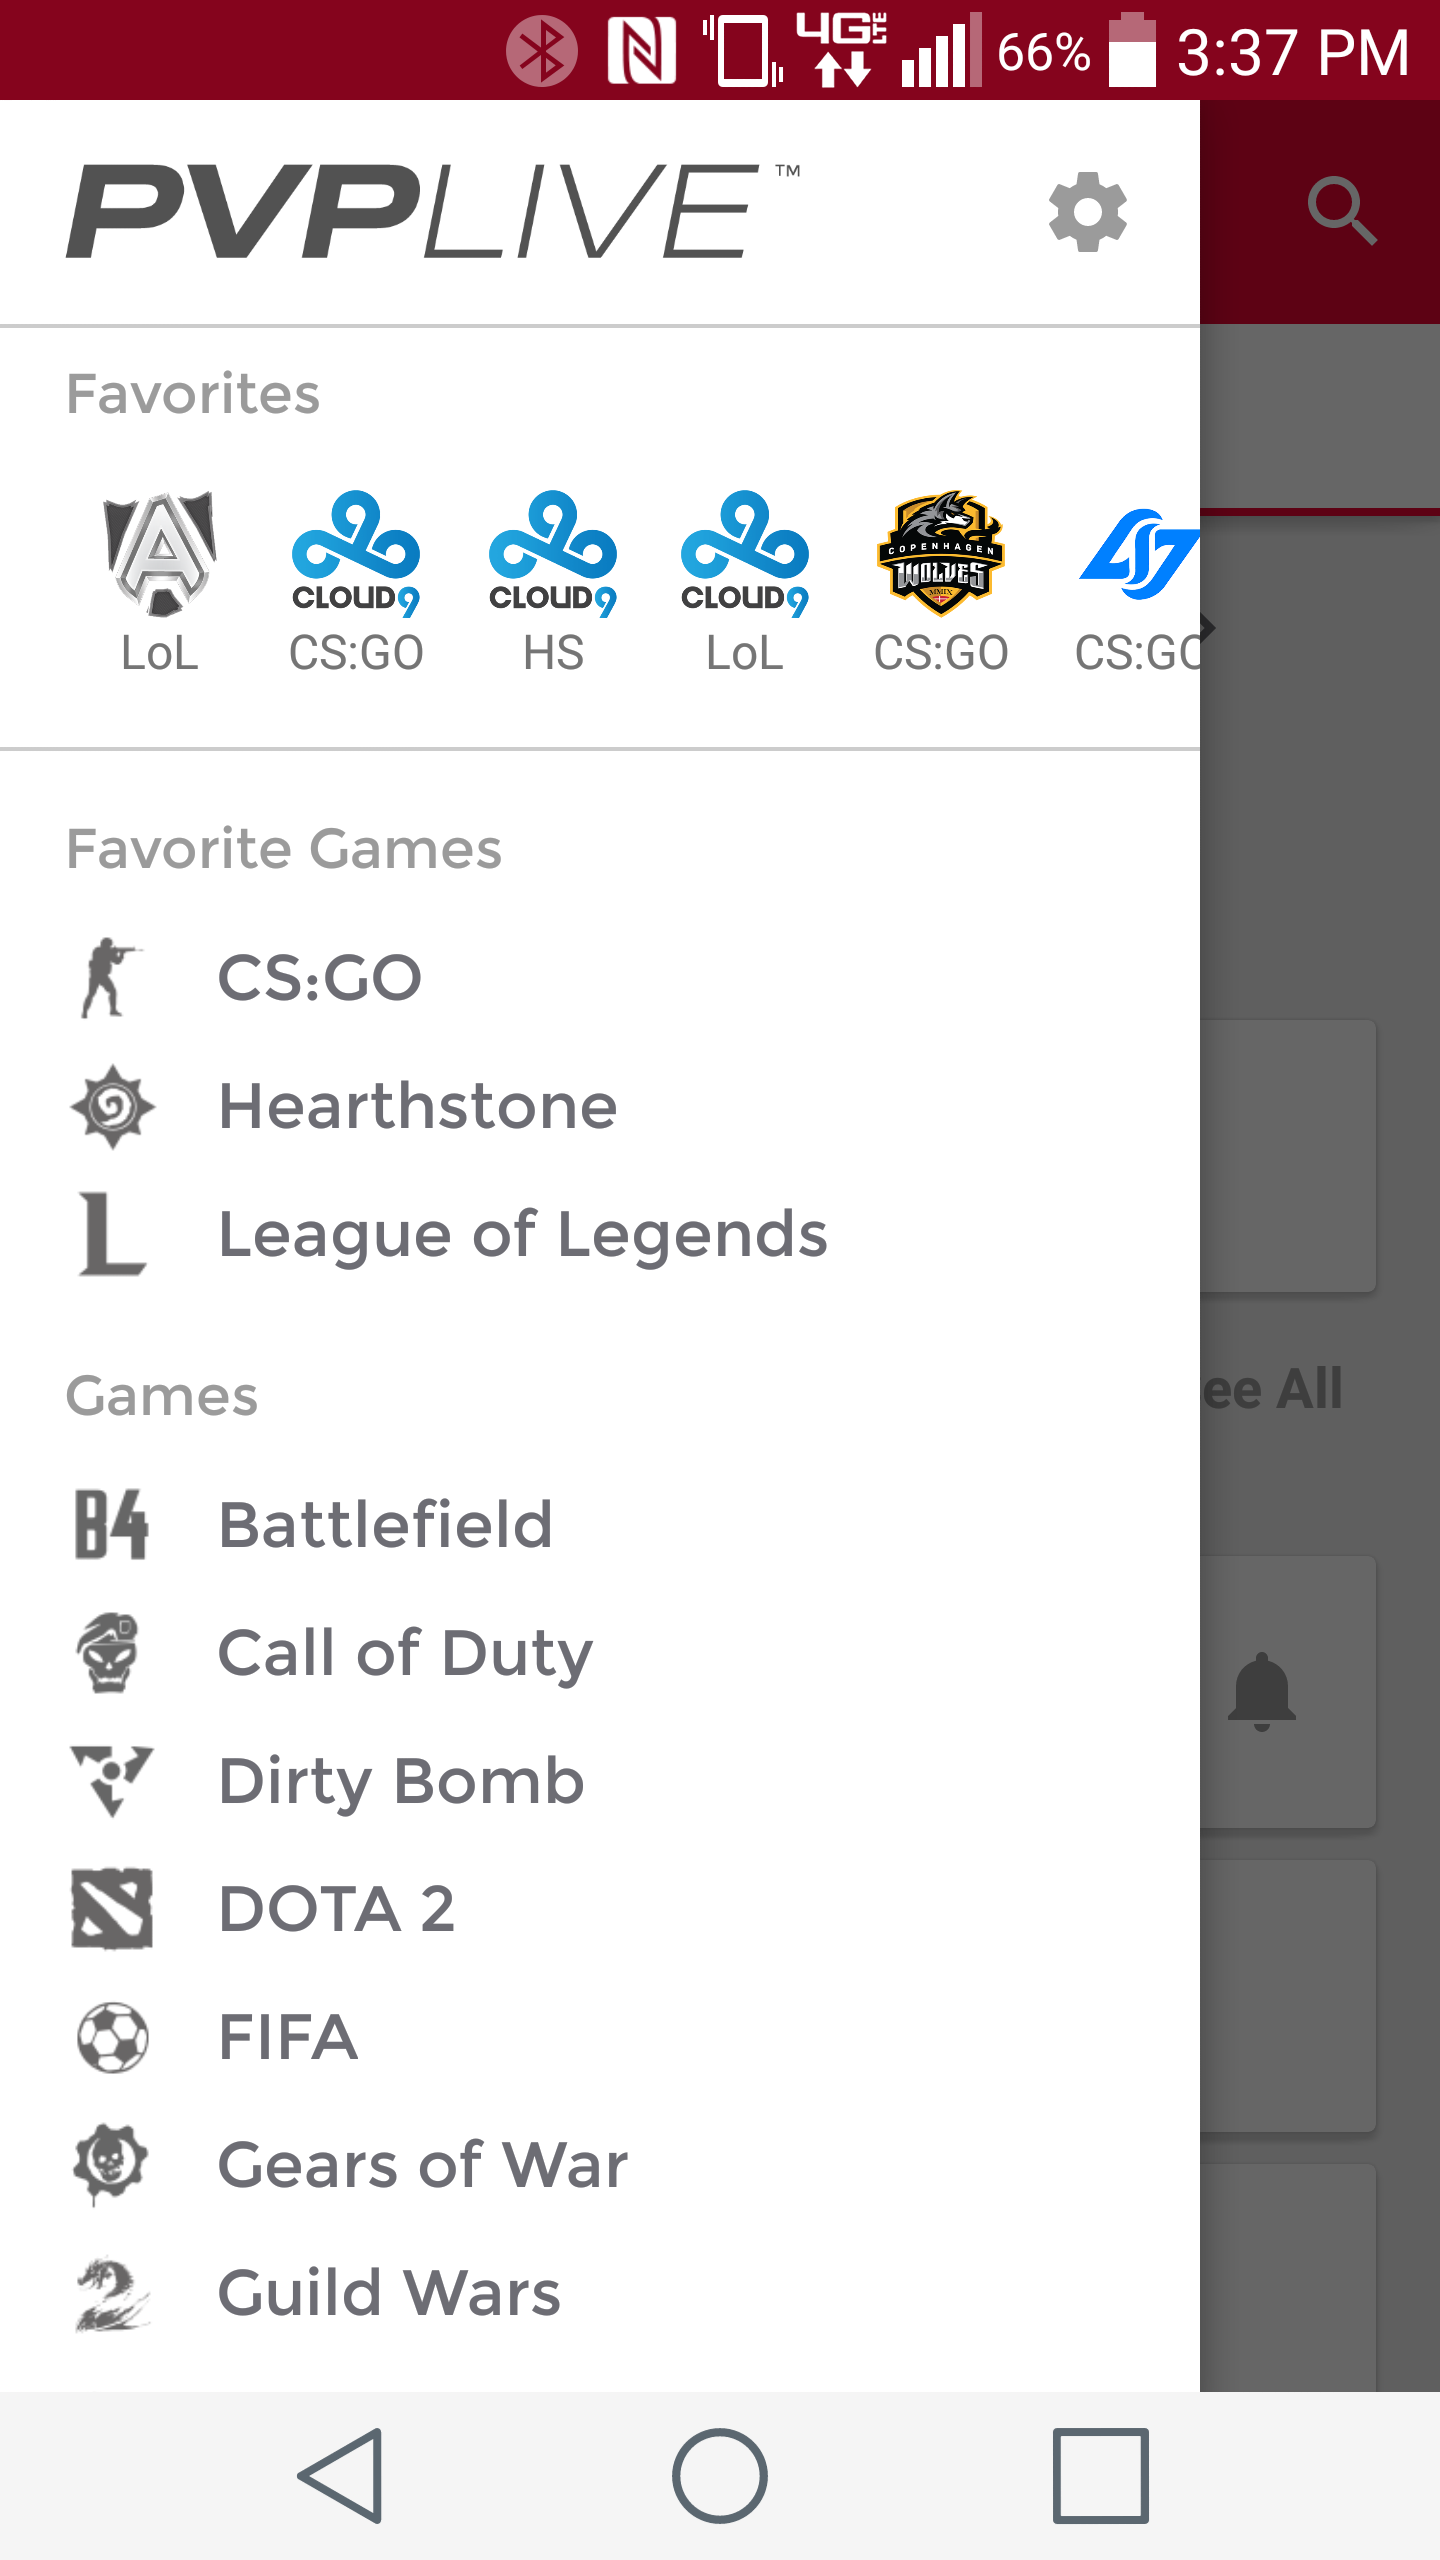 4G LTE 66% 3:37 PM
PVPLIVE™
Favorites
CLOUD9 CLOUD9 CLOUD9 COPENHAGEN WOLVES MMIX
LoL CS:GO HS LoL CS:GO CS:GO
Favorite Games
CS:GO
Hearthstone
League of Legends
Games
ee All
B4 Battlefield
Call of Duty
Dirty Bomb
DOTA 2
FIFA
Gears of War
Guild Wars